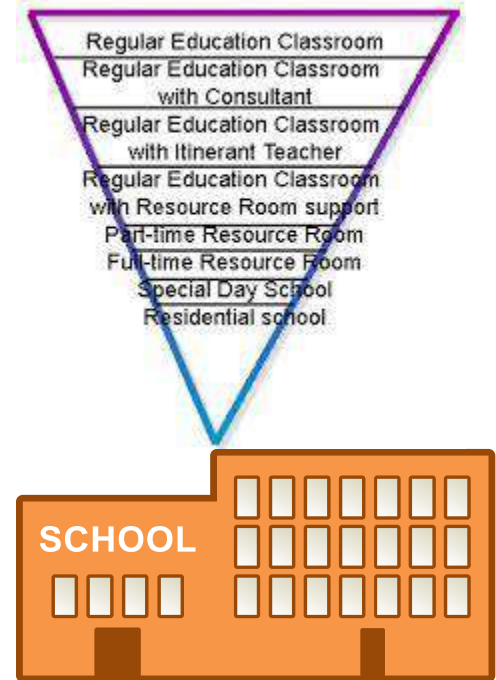 Regular Education Classroom
Regular Education Classroom
with Consultant
Regular Education Classroom
with Itinerant Teacher
Regular Education Classroom
with Resource Room support
Part-time Resource Room
Full-time Resource Room
Special Day School
Residential school
SCHOOL